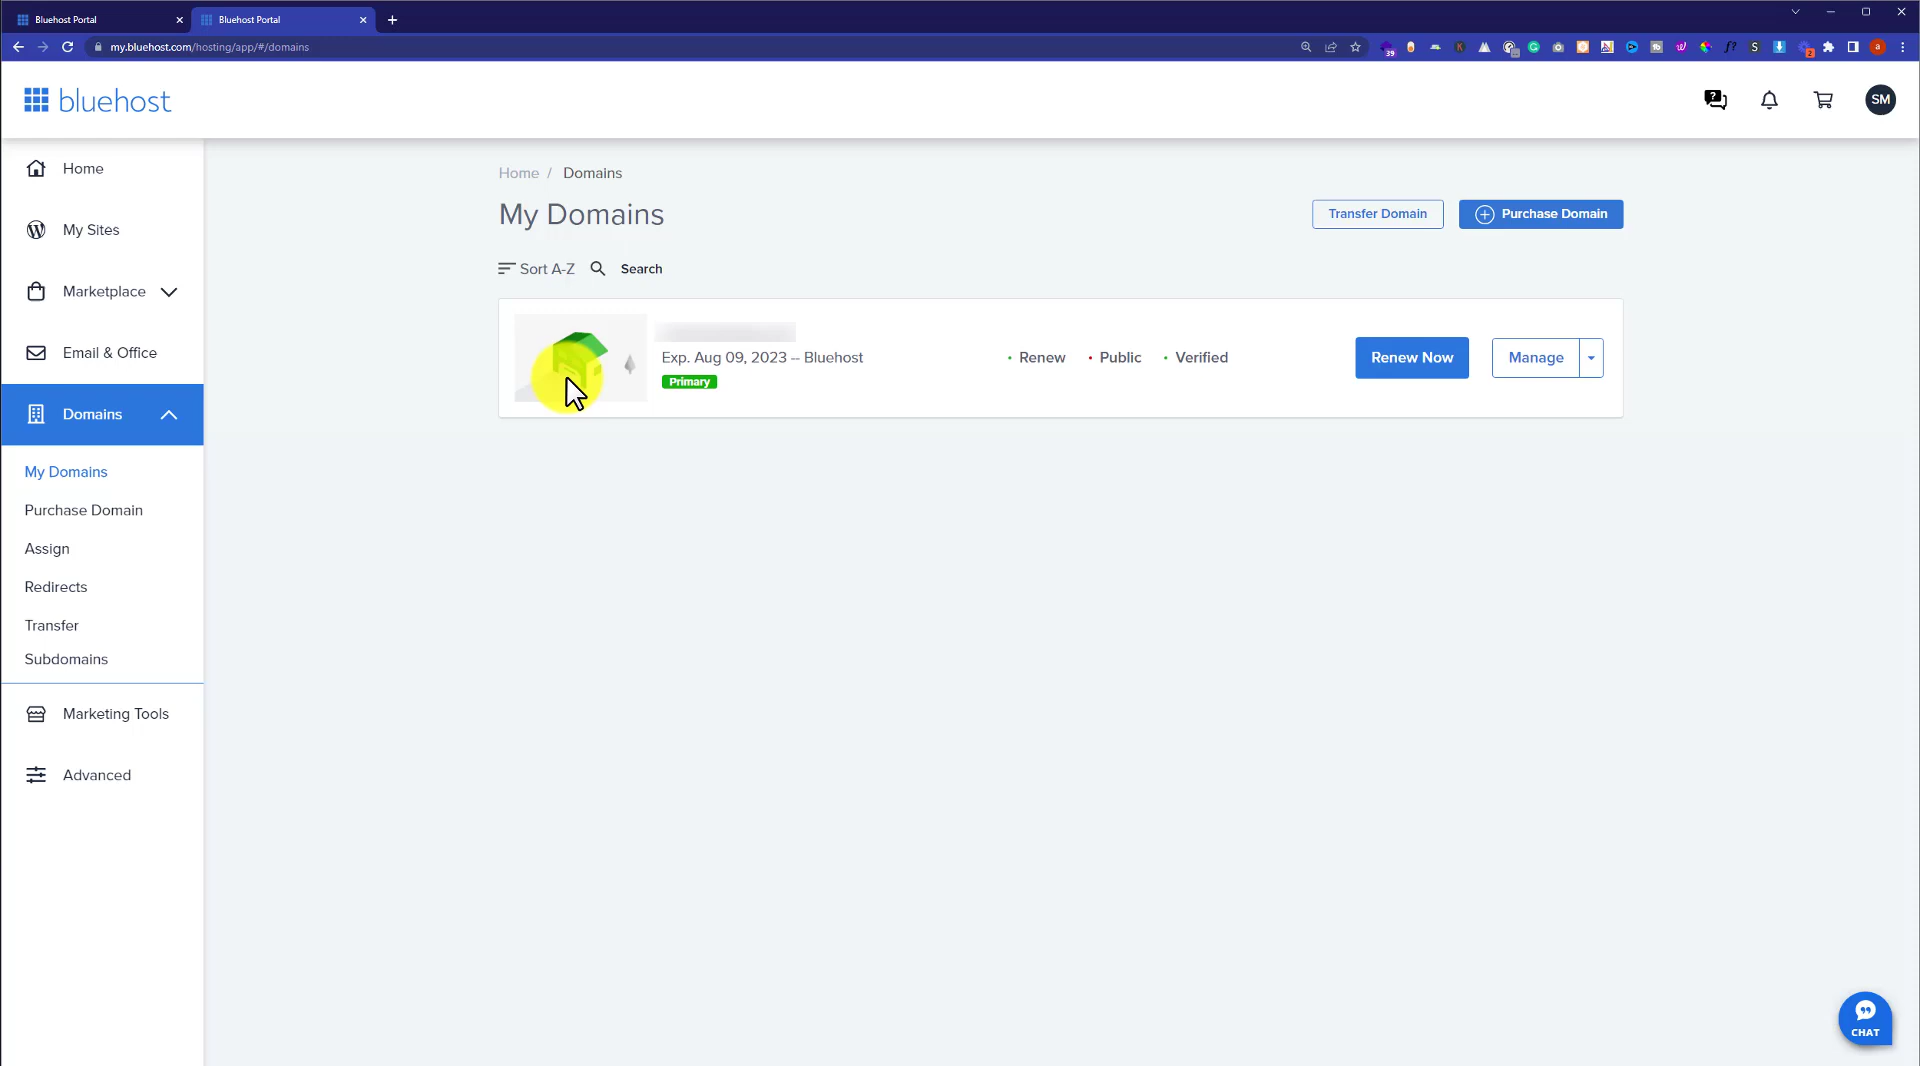 Bluehost Portal
Bluehost Portal
my.bluehost.com/hosting/app/#/domains
39
2
bluehost
SM
Home
My Sites
Marketplace
Email & Office
Domains
My Domains
Purchase Domain
Assign
Redirects
Transfer
Subdomains
Marketing Tools
Advanced
Home / Domains
My Domains
Transfer Domain
Purchase Domain
Sort A-Z
Search
Exp. Aug 09, 2023 -- Bluehost
Primary
Renew
Public
Verified
Renew Now
Manage
CHAT